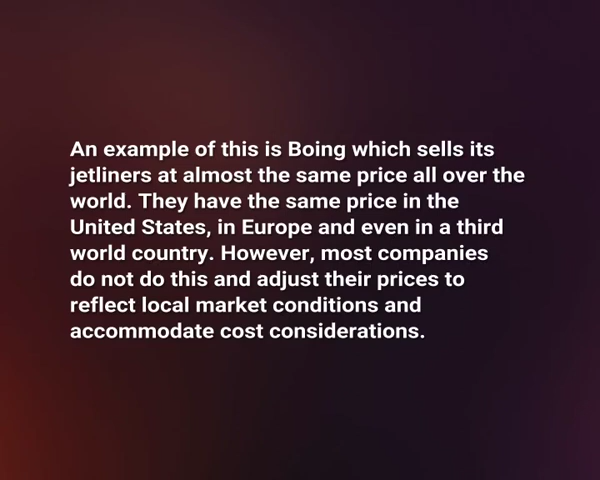 An example of this is Boing which sells its
jetliners at almost the same price all over the
world. They have the same price in the
United States, in Europe and even in a third
world country. However, most companies
do not do this and adjust their prices to
reflect local market conditions and
accommodate cost considerations.